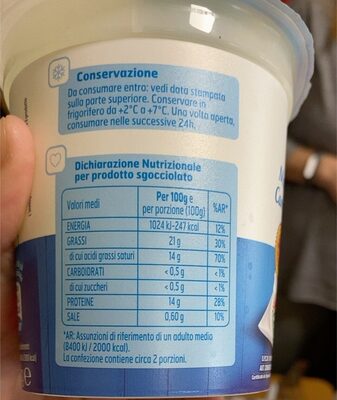 Conservazione
Da consumare entro: vedi data stampata
sulla parte superiore. Conservare in
frigorifero da +2°C a +7°C. Una volta aperta,
consumare nelle successive 24h.
Dichiarazione Nutrizionale
per prodotto sgocciolato
Valori medi Per 100g e per porzione (100g) %AR*
ENERGIA 1024 kJ-247 kcal 12%
GRASSI 21 g 30%
di cui acidi grassi saturi 14 g 70%
CARBOIDRATI < 0,5 g < 1%
di cui zuccheri < 0,5 g < 1%
PROTEINE 14 g 28%
SALE 0,60 g 10%
*AR: Assunzioni di riferimento di un adulto medio
(8400 kJ / 2000 kcal).
La confezione contiene circa 2 porzioni.